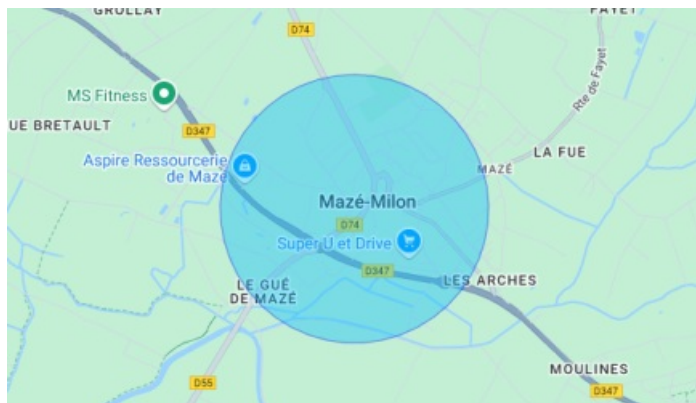 GROLLAY
FAYET
D74
MS Fitness
Rte de Fayet
UE BRETAULT
D347
LA FUE
Aspire Ressourcerie
de Mazé
MAZÉ
Mazé-Milon
D74
Super U et Drive
D347
LES ARCHES
LE GUÉ
DE MAZÉ
MOULINES
D55
D347